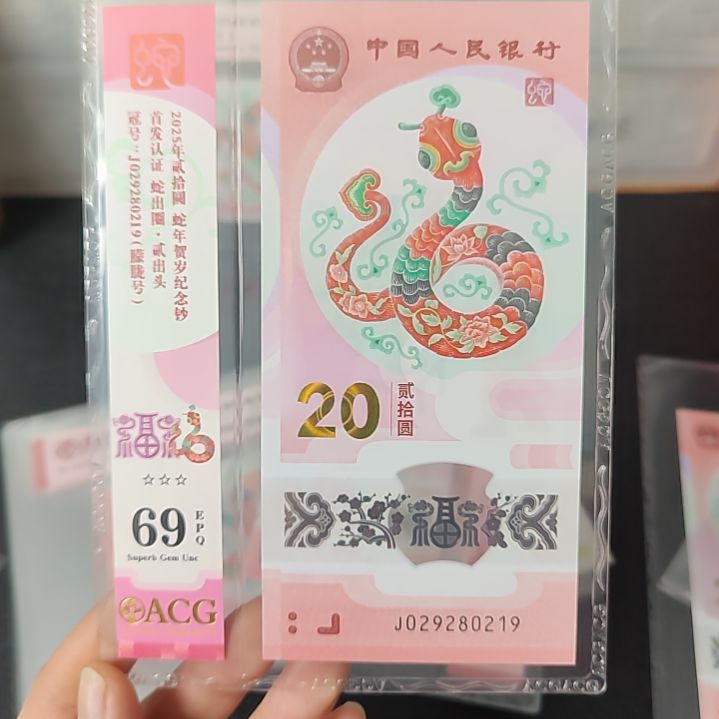 2025年贰拾圆 蛇年贺岁纪念钞
首发认证 蛇出圈·贰出头
冠号:J029280219(朦胧号)
福
☆☆☆
69
EPQ
Superb Gem Unc
ACG
中国人民银行
蛇
20
贰拾圆
福
J029280219